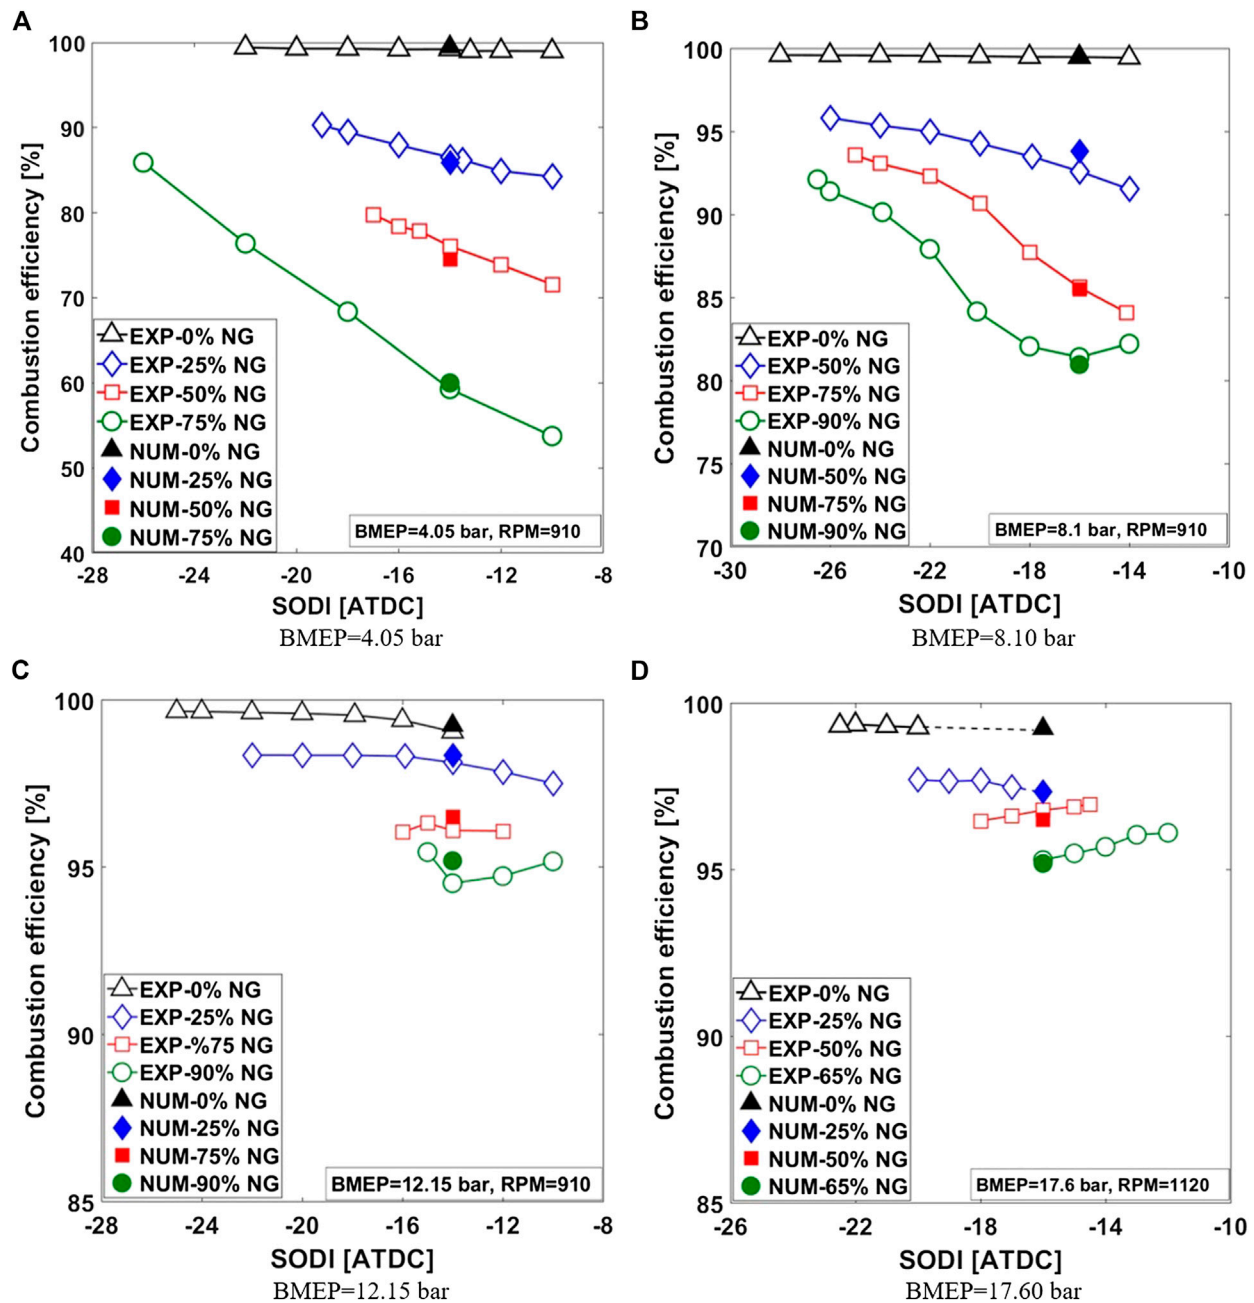 A
Combustion efficiency [%]
100
90
80
70
60
50
40
EXP-0% NG
EXP-25% NG
EXP-50% NG
EXP-75% NG
NUM-0% NG
NUM-25% NG
NUM-50% NG
NUM-75% NG
BMEP=4.05 bar, RPM=910
-28 -24 -20 -16 -12 -8
SODI [ATDC]
BMEP=4.05 bar
B
Combustion efficiency [%]
100
95
90
85
80
75
70
EXP-0% NG
EXP-50% NG
EXP-75% NG
EXP-90% NG
NUM-0% NG
NUM-50% NG
NUM-75% NG
NUM-90% NG
BMEP=8.1 bar, RPM=910
-30 -26 -22 -18 -14 -10
SODI [ATDC]
BMEP=8.10 bar
C
Combustion efficiency [%]
100
95
90
85
EXP-0% NG
EXP-25% NG
EXP-%75 NG
EXP-90% NG
NUM-0% NG
NUM-25% NG
NUM-75% NG
NUM-90% NG
BMEP=12.15 bar, RPM=910
-28 -24 -20 -16 -12 -8
SODI [ATDC]
BMEP=12.15 bar
D
Combustion efficiency [%]
100
95
90
85
EXP-0% NG
EXP-25% NG
EXP-50% NG
EXP-65% NG
NUM-0% NG
NUM-25% NG
NUM-50% NG
NUM-65% NG
BMEP=17.6 bar, RPM=1120
-26 -22 -18 -14 -10
SODI [ATDC]
BMEP=17.60 bar